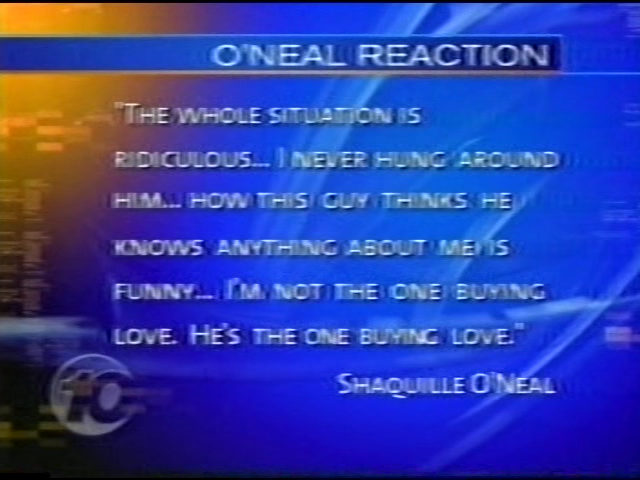 O'NEAL REACTION
"THE WHOLE SITUATION IS
RIDICULOUS... I NEVER HUNG AROUND
HIM... HOW THIS GUY THINKS HE
KNOWS ANYTHING ABOUT ME IS
FUNNY... I'M NOT THE ONE BUYING
LOVE. HE'S THE ONE BUYING LOVE."
SHAQUILLE O'NEAL
10